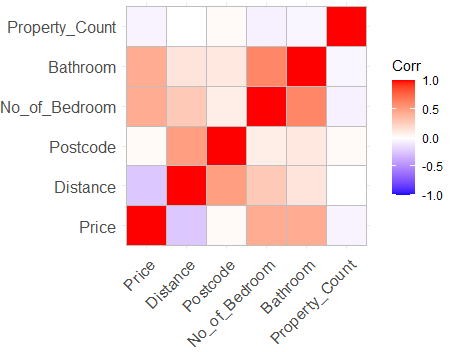 Property_Count
Bathroom
No_of_Bedroom
Postcode
Distance
Price
Corr
1.0
0.5
0.0
-0.5
-1.0
Price
Distance
Postcode
No_of_Bedroom
Bathroom
Property_Count